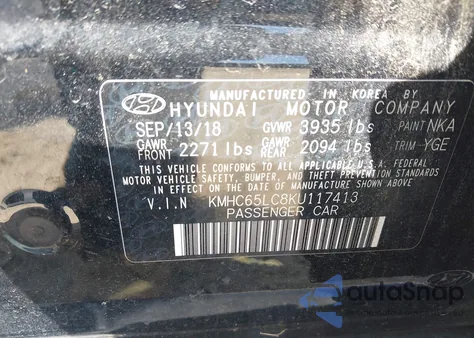 MANUFACTURED IN KOREA BY
HYUNDAI MOTOR COMPANY
SEP/13/18 GVWR 3935 lbs PAINT NKA
GAWR FRONT 2271 lbs GAWR REAR 2094 lbs TRIM YGE
THIS VEHICLE CONFORMS TO ALL APPLICABLE U.S.A. FEDERAL
MOTOR VEHICLE SAFETY, BUMPER, AND THEFT PREVENTION STANDARDS
IN EFFECT ON THE DATE OF MANUFACTURE SHOWN ABOVE.
V.I.N KMHC65LC8KU117413
PASSENGER CAR
autoSnap